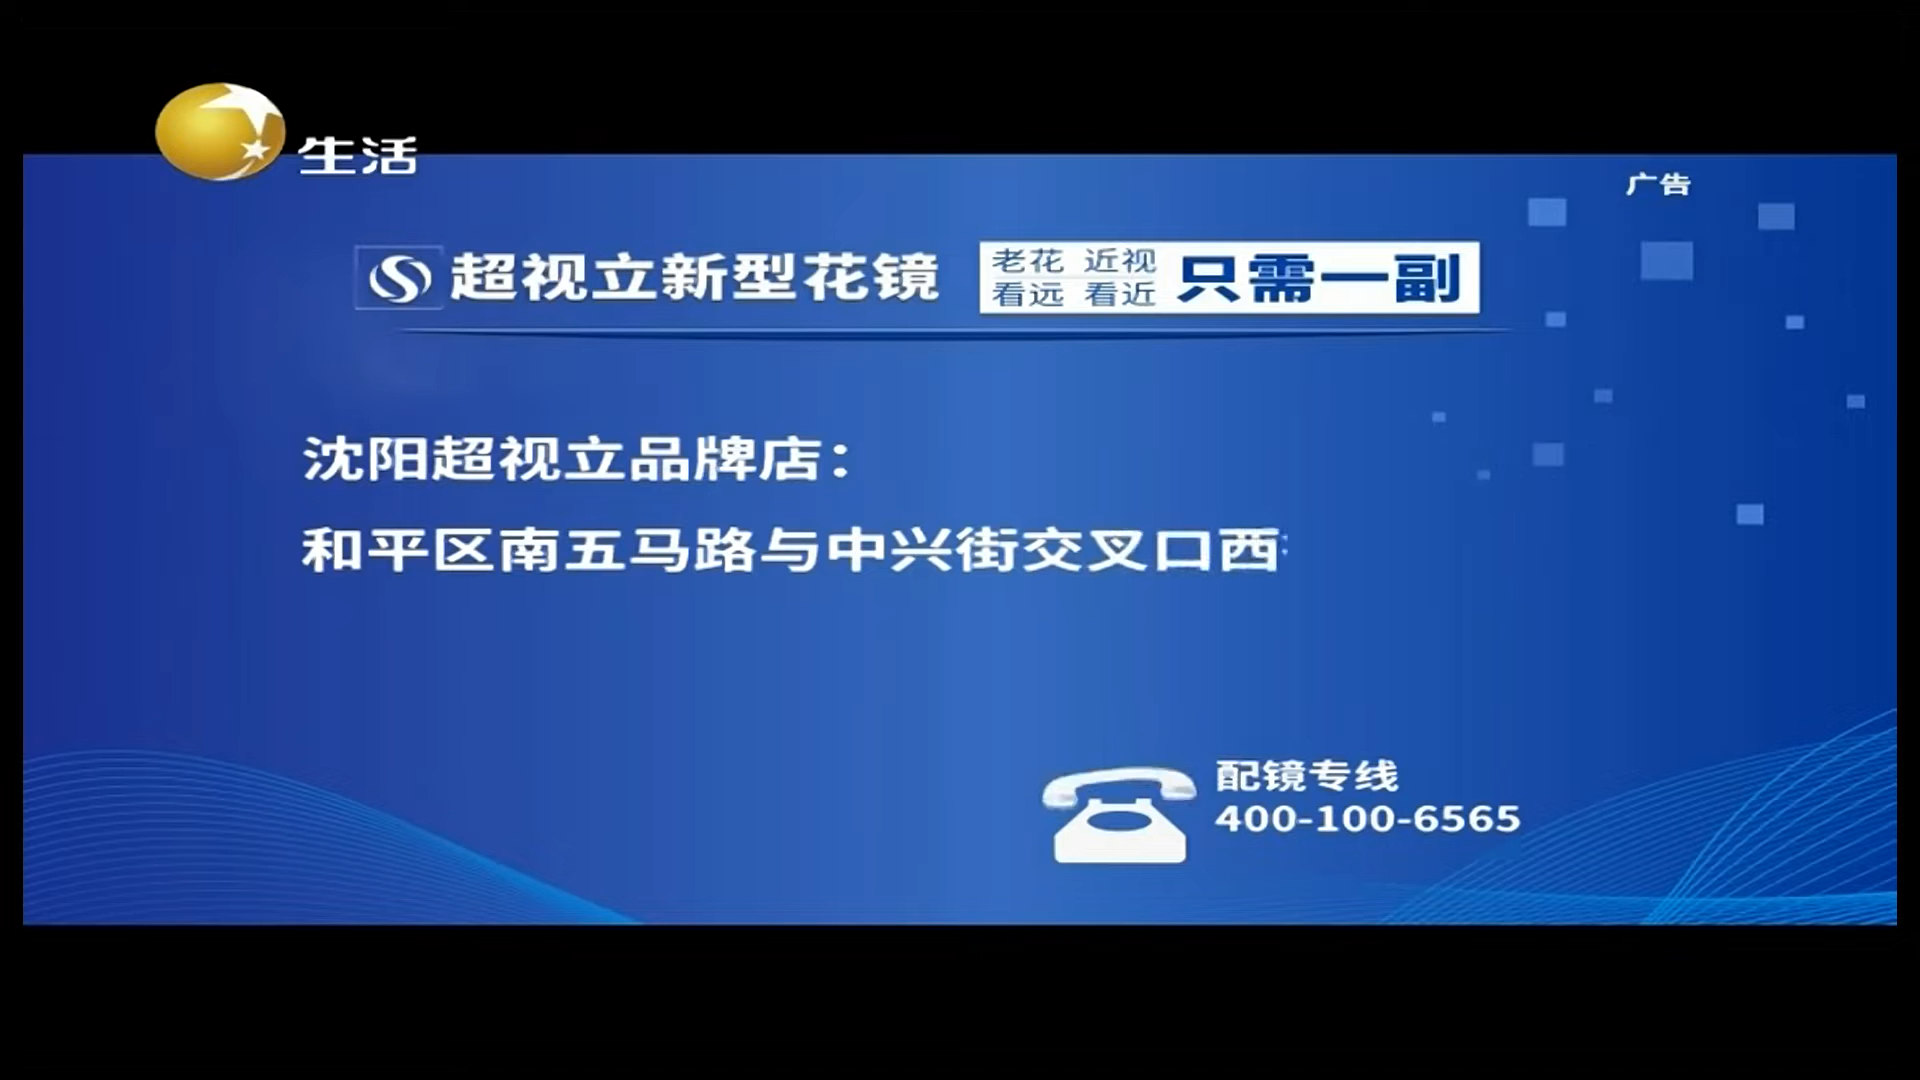 生活
广告
超视立新型花镜
老花 近视
看远 看近
只需一副
沈阳超视立品牌店：
和平区南五马路与中兴街交叉口西
配镜专线
400-100-6565